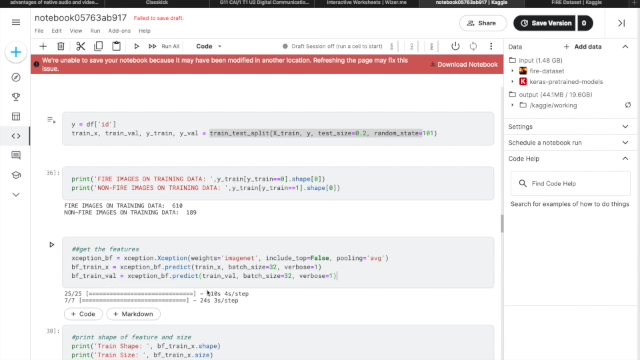 advantages of native audio and video...
Classkick
G11 CA/1 T1 U2 Digital Communicatio...
Interactive Worksheets | Wizer.me
notebook05763ab917 | Kaggle
FIRE Dataset | Kaggle
notebook05763ab917
Failed to save draft.
File Edit View Run Add-ons Help
Share
Save Version
0
Run All
Code
Draft Session off (run a cell to start)
We're unable to save your notebook because it may have been modified in another location. Refreshing the page may fix this
issue.
Download Notebook
y = df['id']
train_x, train_val, y_train, y_val = train_test_split(X_train, y, test_size=0.2, random_state=101)
print('FIRE IMAGES ON TRAINING DATA: ',y_train[y_train==0].shape[0])
print('NON-FIRE IMAGES ON TRAINING DATA: ',y_train[y_train==1].shape[0])
FIRE IMAGES ON TRAINING DATA: 610
NON-FIRE IMAGES ON TRAINING DATA: 189
##get the features
xception_bf = xception.Xception(weights='imagenet', include_top=False, pooling='avg')
bf_train_x = xception_bf.predict(train_x, batch_size=32, verbose=1)
bf_train_val = xception_bf.predict(train_val, batch_size=32, verbose=1)
25/25 [==============================] - 110s 4s/step
7/7 [==============================] - 24s 3s/step
+ Code
+ Markdown
#print shape of feature and size
print('Train Shape: ', bf_train_x.shape)
print('Train Size: ', bf_train_x.size)
Data
+ Add data
Input (1.48 GB)
fire-dataset
keras-pretrained-models
output (44.1MB / 19.6GB)
/kaggle/working
Settings
Schedule a notebook run
Code Help
Find Code Help
Search for examples of how to do things